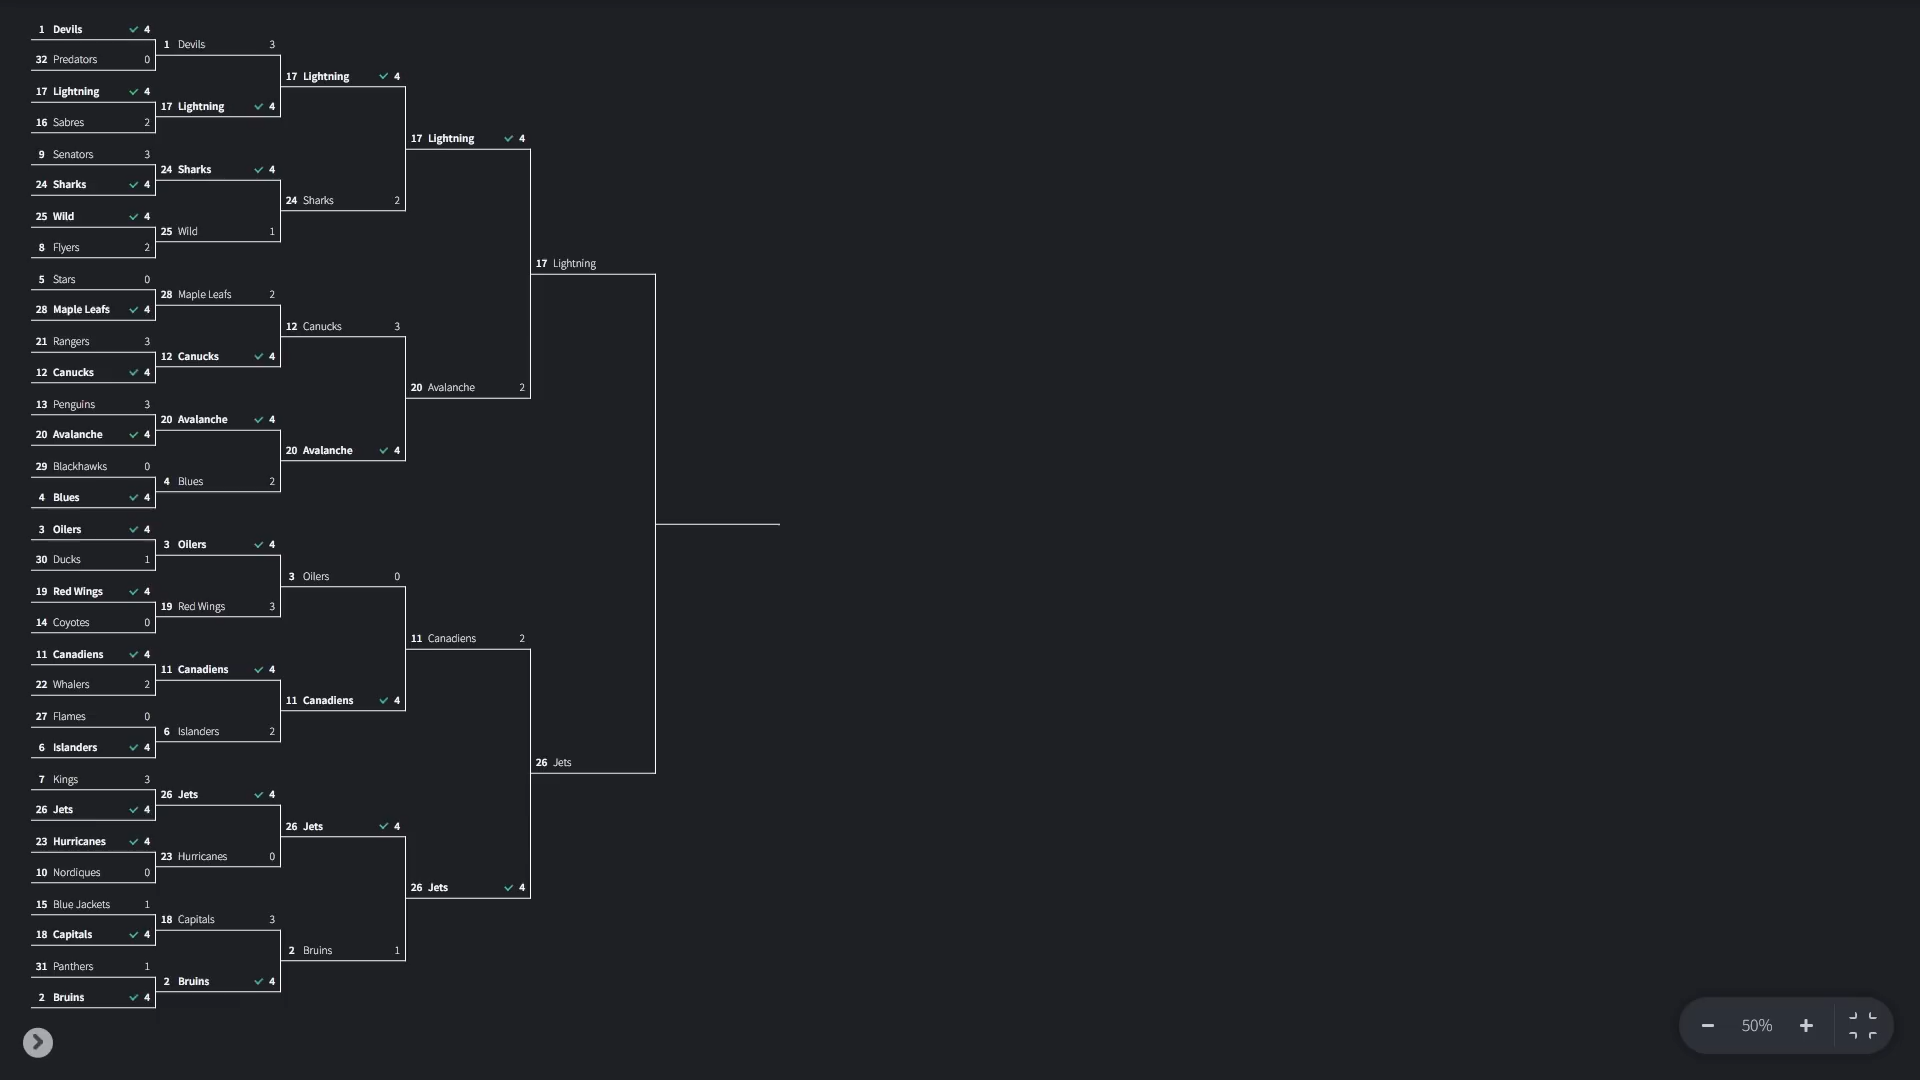 1 Devils 4
32 Predators 0
17 Lightning 4
16 Sabres 2
9 Senators 3
24 Sharks 4
25 Wild 4
8 Flyers 2
5 Stars 0
28 Maple Leafs 4
21 Rangers 3
12 Canucks 4
13 Penguins 3
20 Avalanche 4
29 Blackhawks 0
4 Blues 4
3 Oilers 4
30 Ducks 1
19 Red Wings 4
14 Coyotes 0
11 Canadiens 4
22 Whalers 2
27 Flames 0
6 Islanders 4
7 Kings 3
26 Jets 4
23 Hurricanes 4
10 Nordiques 0
15 Blue Jackets 1
18 Capitals 4
31 Panthers 1
2 Bruins 4
1 Devils 3
17 Lightning 4
24 Sharks 4
25 Wild 1
28 Maple Leafs 2
12 Canucks 4
20 Avalanche 4
4 Blues 2
3 Oilers 4
19 Red Wings 3
11 Canadiens 4
6 Islanders 2
26 Jets 4
23 Hurricanes 0
18 Capitals 3
2 Bruins 4
17 Lightning 4
24 Sharks 2
12 Canucks 3
20 Avalanche 4
3 Oilers 0
11 Canadiens 4
26 Jets 4
2 Bruins 1
17 Lightning 4
20 Avalanche 2
11 Canadiens 2
26 Jets 4
17 Lightning
26 Jets
50%